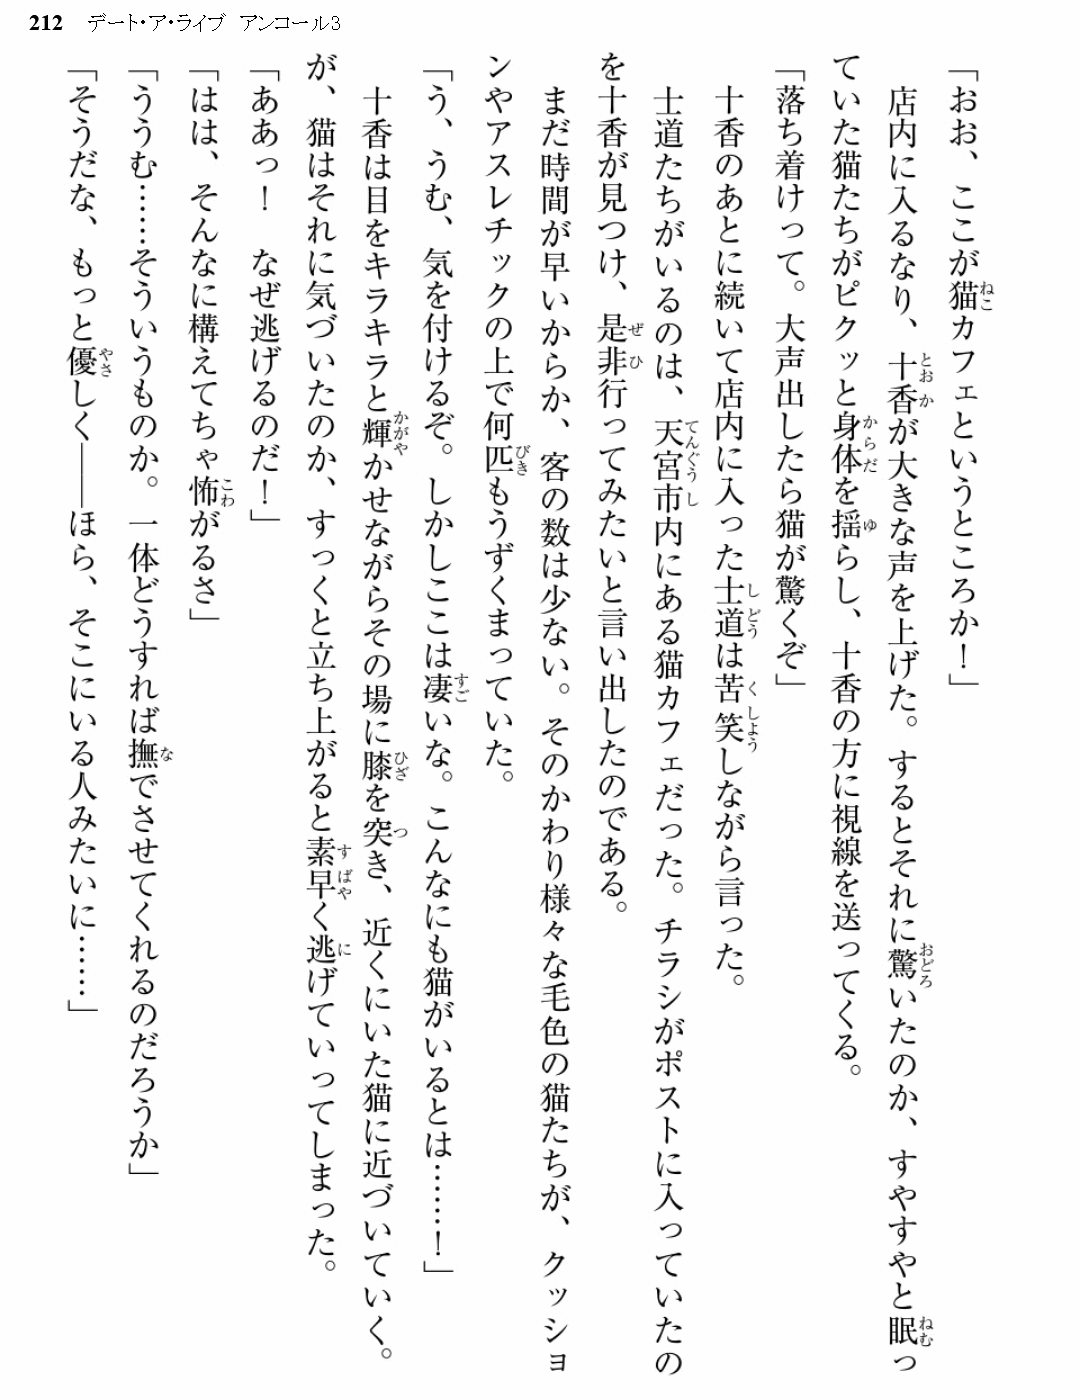 212 デート・ア・ライブ アンコール3
「おお、ここが猫カフェというところか！」
店内に入るなり、十香が大きな声を上げた。するとそれに驚いたのか、すやすやと眠っ
ていた猫たちがピクッと身体を揺らし、十香の方に視線を送ってくる。
「落ち着けって。大声出したら猫が驚くぞ」
十香のあとに続いて店内に入った士道は苦笑しながら言った。
士道たちがいるのは、天宮市内にある猫カフェだった。チラシがポストに入っていたの
を十香が見つけ、是非行ってみたいと言い出したのである。
まだ時間が早いからか、客の数は少ない。そのかわり様々な毛色の猫たちが、クッショ
ンやアスレチックの上で何匹もうずくまっていた。
「う、うむ、気を付けるぞ。しかしここは凄いな。こんなにも猫がいるとは………！」
十香は目をキラキラと輝かせながらその場に膝を突き、近くにいた猫に近づいていく。
が、猫はそれに気づいたのか、すっくと立ち上がると素早く逃げていってしまった。
「ああっ！　なぜ逃げるのだ！」
「はは、そんなに構えてちゃ怖がるさ」
「ううむ……そういうものか。一体どうすれば撫でさせてくれるのだろうか」
「そうだな、もっと優しく――ほら、そこにいる人みたいに……」